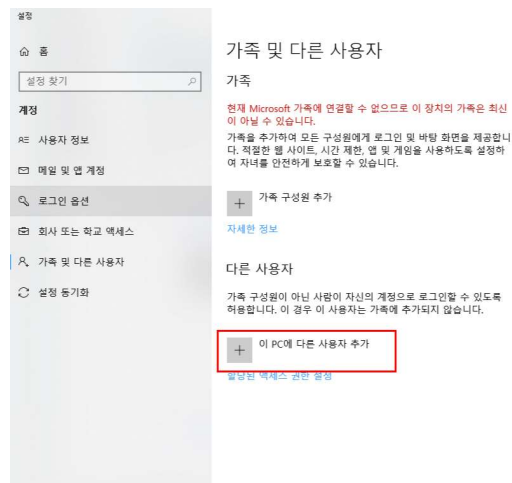 설정
홈
설정 찾기
계정
사용자 정보
메일 및 앱 계정
로그인 옵션
회사 또는 학교 액세스
가족 및 다른 사용자
설정 동기화
가족 및 다른 사용자
가족
현재 Microsoft 가족에 연결할 수 없으므로 이 장치의 가족은 최신
이 아닐 수 있습니다.
가족을 추가하여 모든 구성원에게 로그인 및 바탕 화면을 제공합니
다. 적절한 웹 사이트, 시간 제한, 앱 및 게임을 사용하도록 설정하
여 자녀를 안전하게 보호할 수 있습니다.
가족 구성원 추가
자세한 정보
다른 사용자
가족 구성원이 아닌 사람이 자신의 계정으로 로그인할 수 있도록
허용합니다. 이 경우 이 사용자는 가족에 추가되지 않습니다.
이 PC에 다른 사용자 추가
할당된 액세스 권한 설정